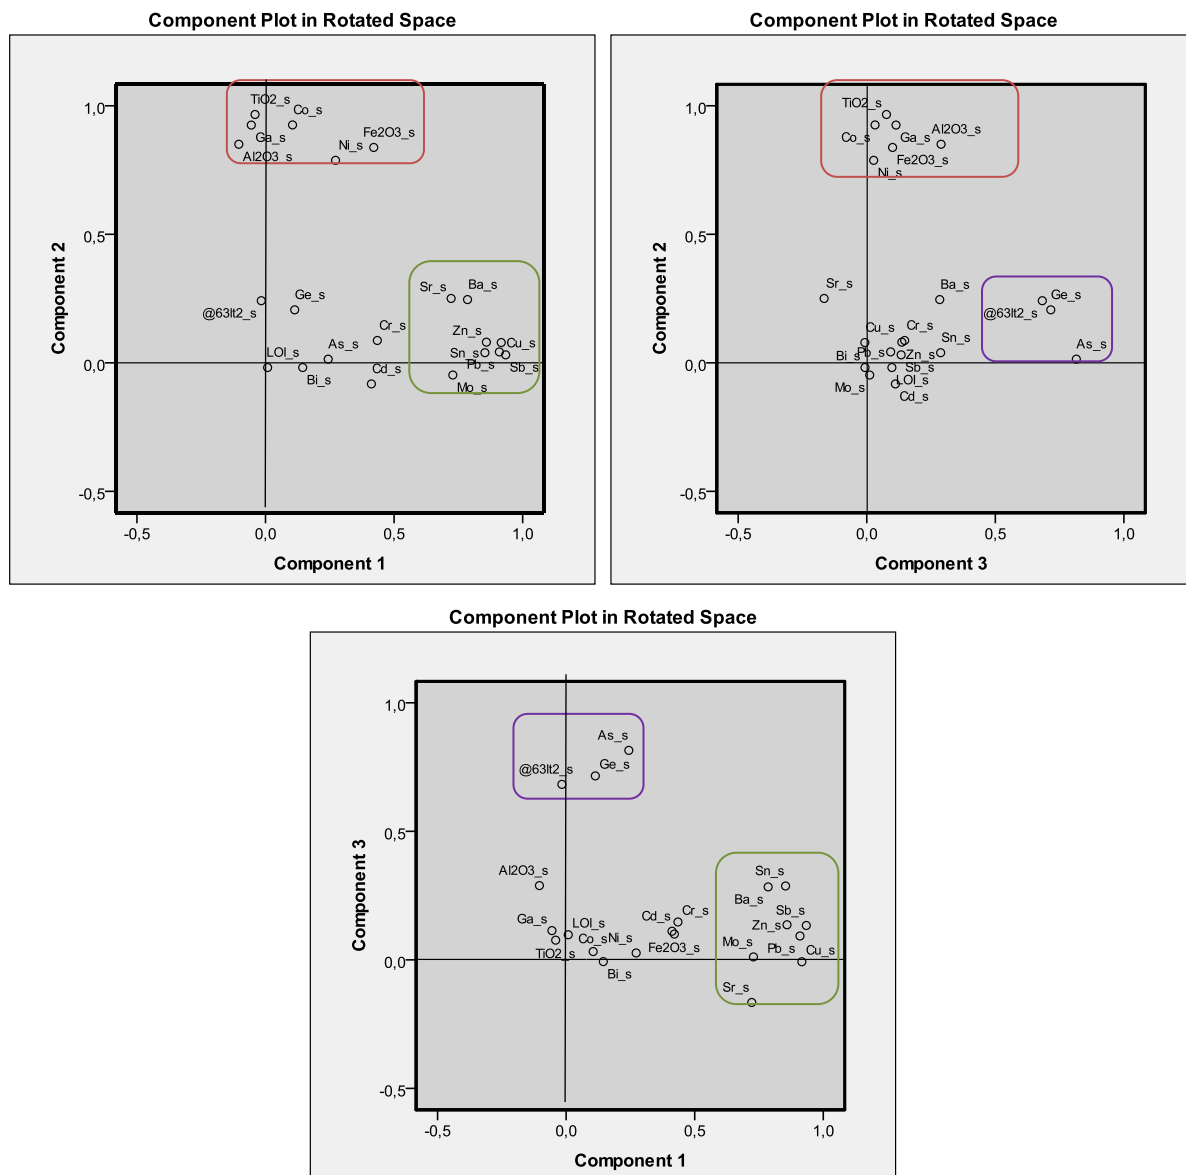 Component Plot in Rotated Space
Component 2
1,0
0,5
0,0
-0,5
TiO2_s
Co_s
Ga_s
Al2O3_s
Ni_s
Fe2O3_s
Sr_s
Ba_s
Ge_s
@63lt2_s
Cr_s
Zn_s
Cu_s
LOI_s
As_s
Sn_s
Pb_s
Sb_s
Bi_s
Cd_s
Mo_s
-0,5
0,0
0,5
1,0
Component 1
Component Plot in Rotated Space
Component 2
1,0
0,5
0,0
-0,5
TiO2_s
Co_s
Ga_s
Al2O3_s
Fe2O3_s
Ni_s
Sr_s
Ba_s
Ge_s
@63lt2_s
Cu_s
Cr_s
Sn_s
As_s
Bi_s
Pb_s
Zn_s
Sb_s
Mo_s
LOI_s
Cd_s
-0,5
0,0
0,5
1,0
Component 3
Component Plot in Rotated Space
Component 3
1,0
0,5
0,0
-0,5
As_s
@63lt2_s
Ge_s
Al2O3_s
Sn_s
Ba_s
Sb_s
Ga_s
LOI_s
Cd_s
Cr_s
Zn_s
Co_s
Ni_s
Fe2O3_s
Mo_s
Pb_s
Cu_s
TiO2_s
Bi_s
Sr_s
-0,5
0,0
0,5
1,0
Component 1